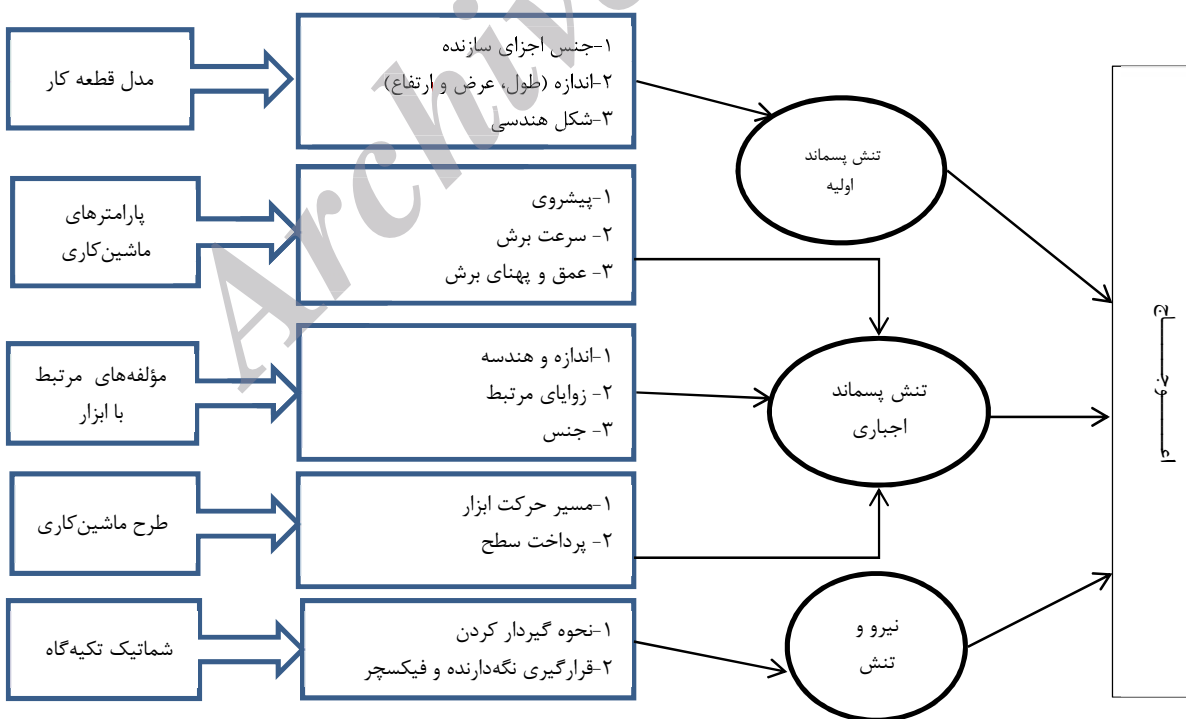 مدل قطعه کار
۱-جنس اجزای سازنده
۲-اندازه (طول، عرض و ارتفاع)
۳-شکل هندسی
تنش پسماند
اولیه
پارامترهای
ماشین‌کاری
۱-پیشروی
۲- سرعت برش
۳- عمق و پهنای برش
مؤلفه‌های مرتبط
با ابزار
۱-اندازه و هندسه
۲- زوایای مرتبط
۳- جنس
تنش پسماند
اجباری
طرح ماشین‌کاری
۱-مسیر حرکت ابزار
۲- پرداخت سطح
شماتیک تکیه‌گاه
۱-نحوه گیردار کردن
۲-قرارگیری نگه‌دارنده و فیکسچر
نیرو و
تنش
اعـــــوجـــــاج
Archive